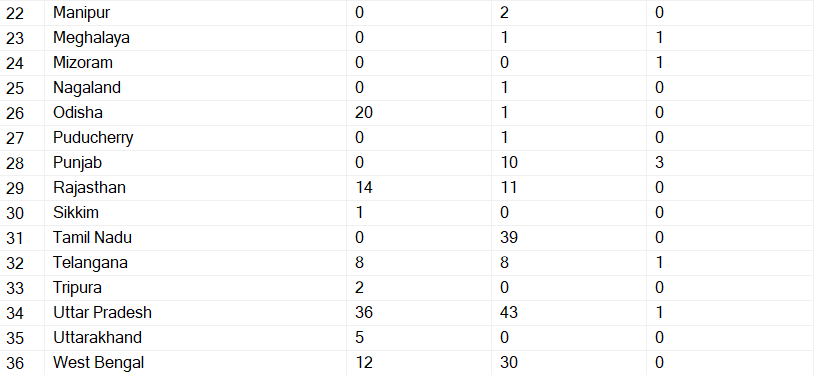 22 Manipur 0 2 0
23 Meghalaya 0 1 1
24 Mizoram 0 0 1
25 Nagaland 0 1 0
26 Odisha 20 1 0
27 Puducherry 0 1 0
28 Punjab 0 10 3
29 Rajasthan 14 11 0
30 Sikkim 1 0 0
31 Tamil Nadu 0 39 0
32 Telangana 8 8 1
33 Tripura 2 0 0
34 Uttar Pradesh 36 43 1
35 Uttarakhand 5 0 0
36 West Bengal 12 30 0